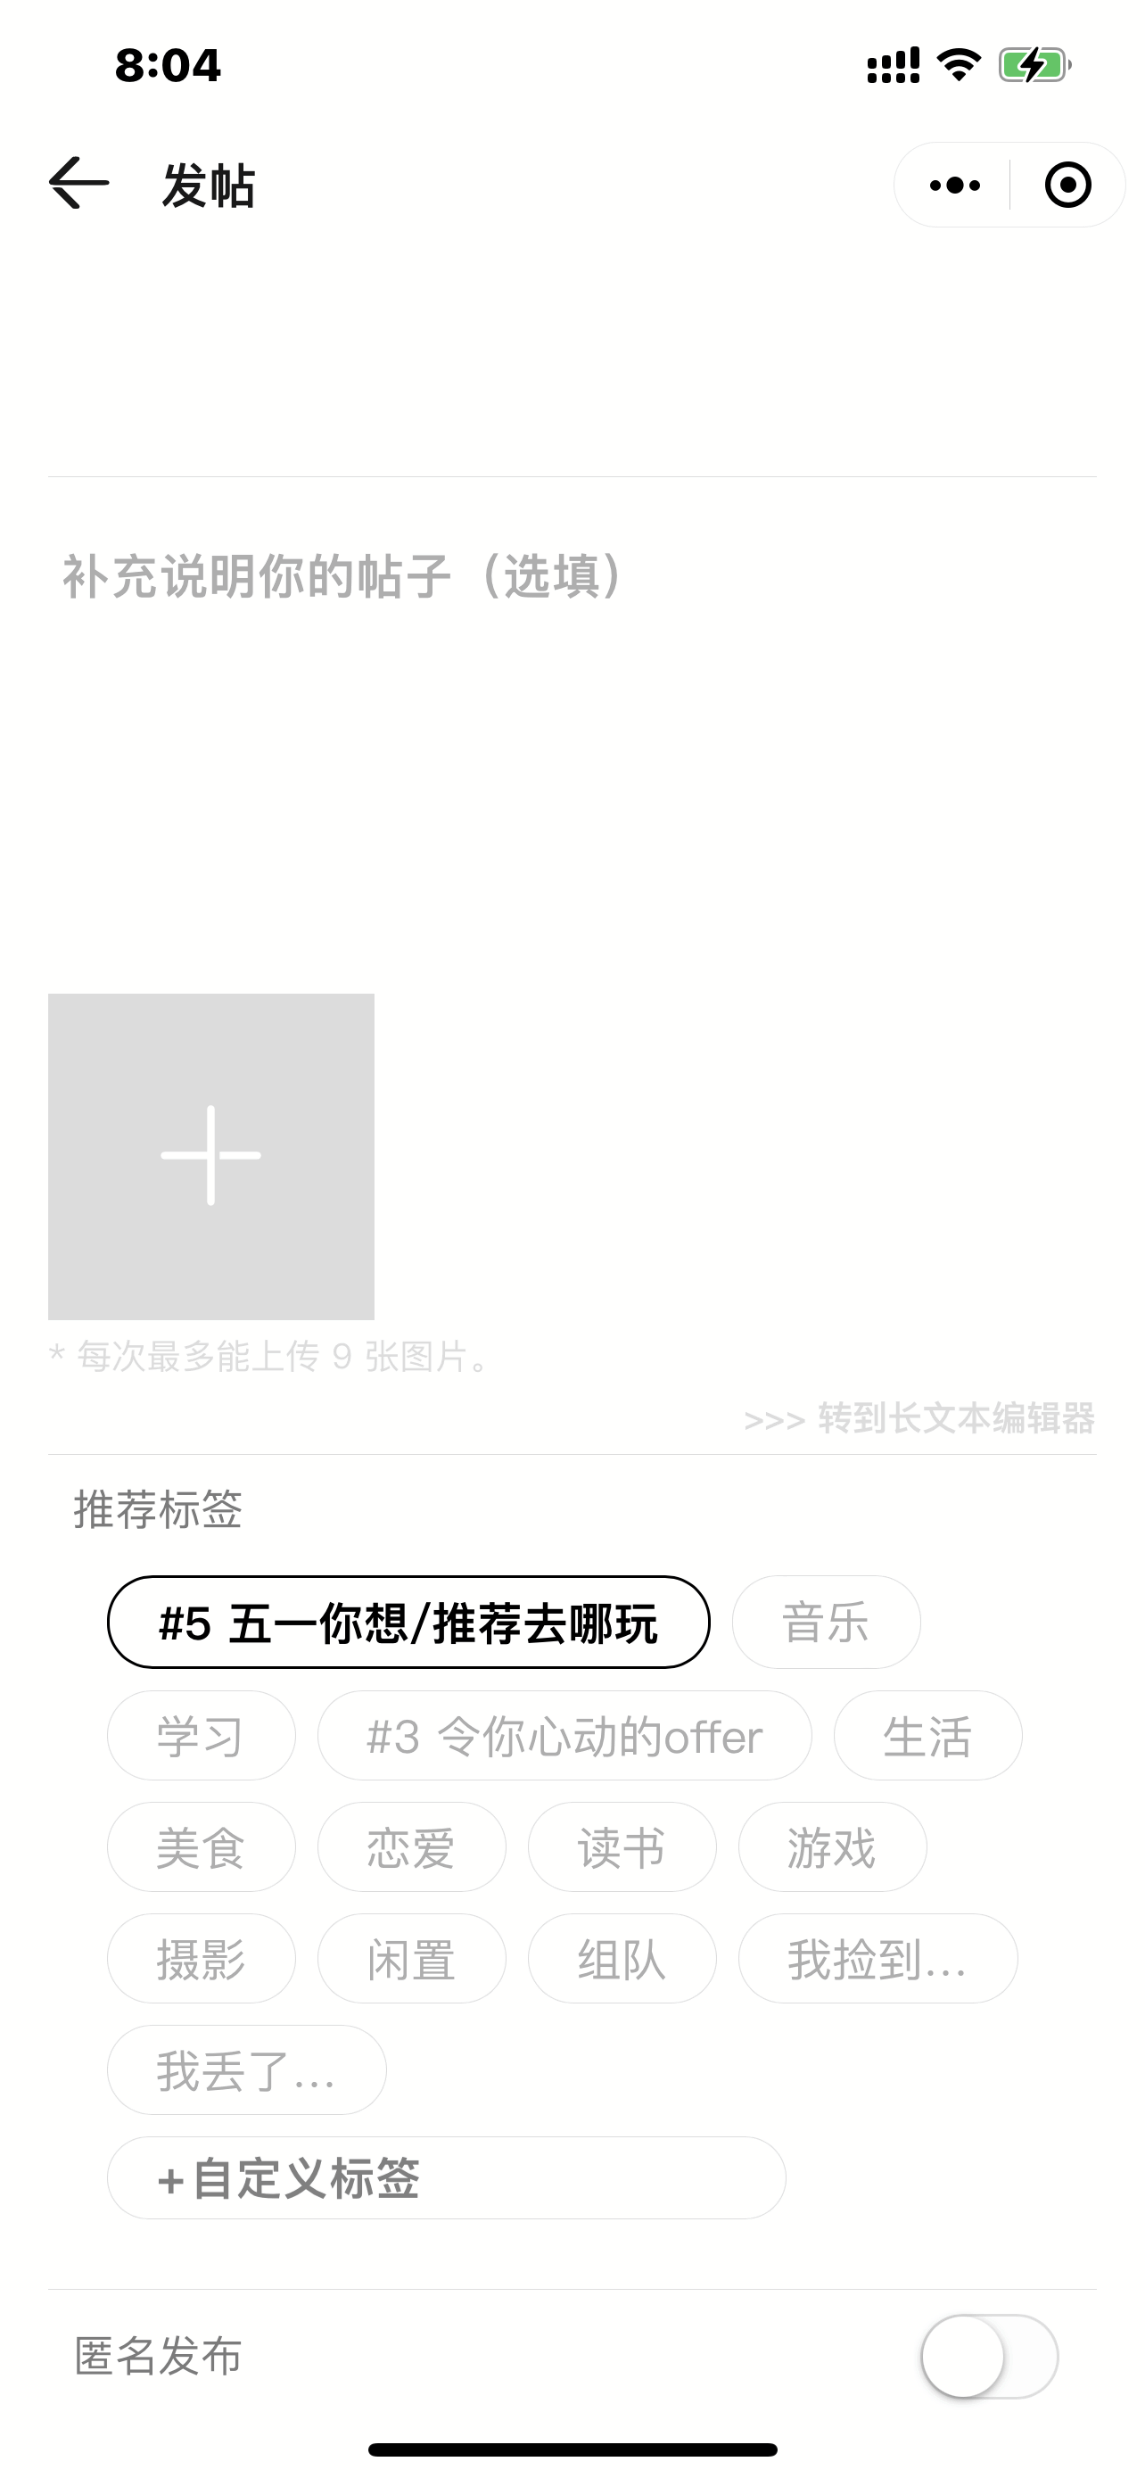 8:04
发帖
补充说明你的帖子（选填）
* 每次最多能上传 9 张图片。
>>> 转到长文本编辑器
推荐标签
#5 五一你想/推荐去哪玩 音乐
学习 #3 令你心动的offer 生活
美食 恋爱 读书 游戏
摄影 闲置 组队 我捡到...
我丢了...
+自定义标签
匿名发布